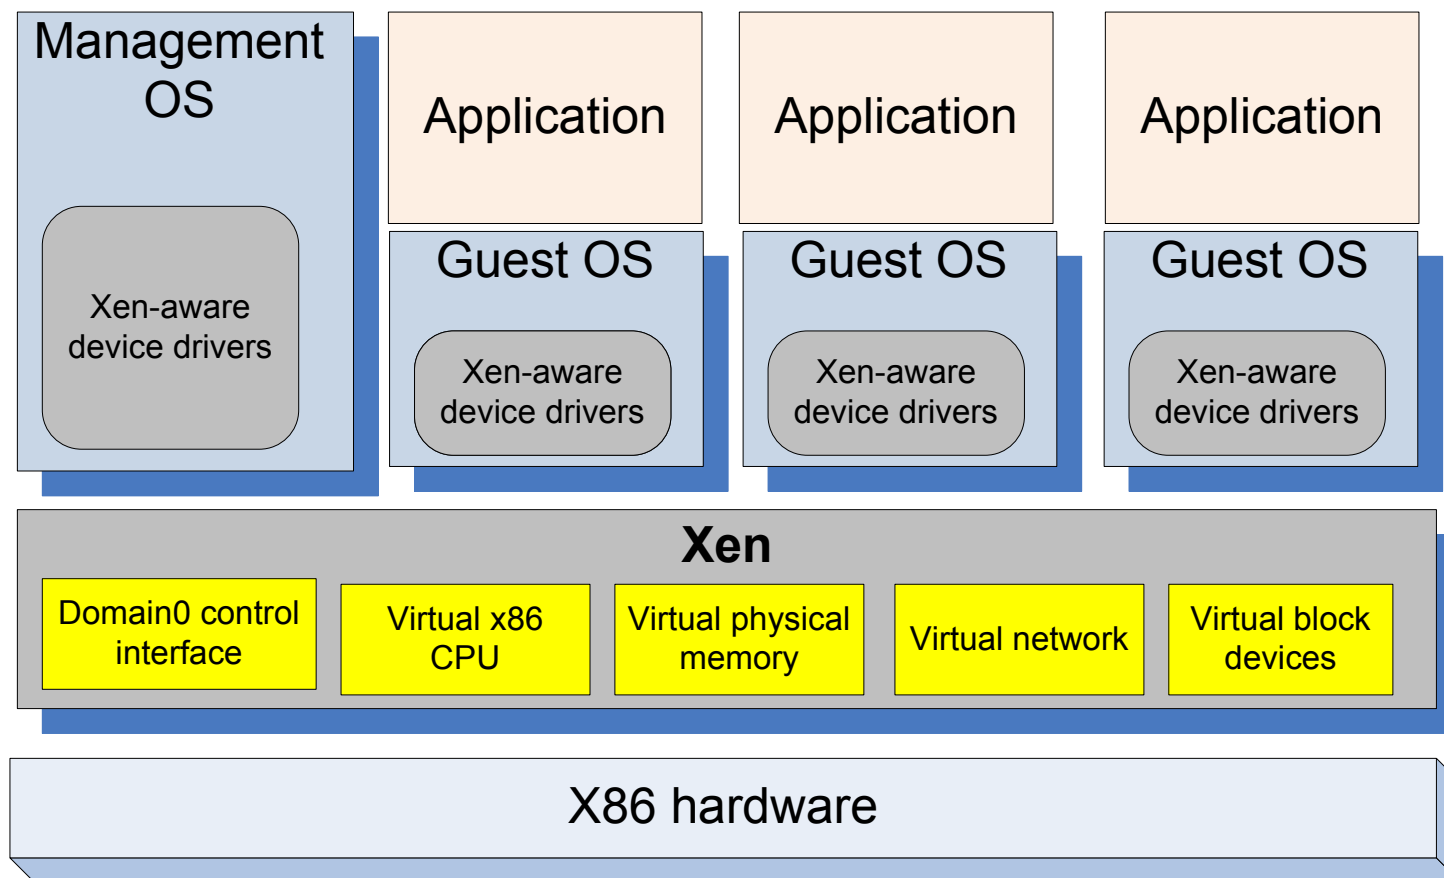 Management
OS
Application
Application
Application
Xen-aware
device drivers
Guest OS
Guest OS
Guest OS
Xen-aware
device drivers
Xen-aware
device drivers
Xen-aware
device drivers
Xen
Domain0 control
interface
Virtual x86
CPU
Virtual physical
memory
Virtual network
Virtual block
devices
X86 hardware